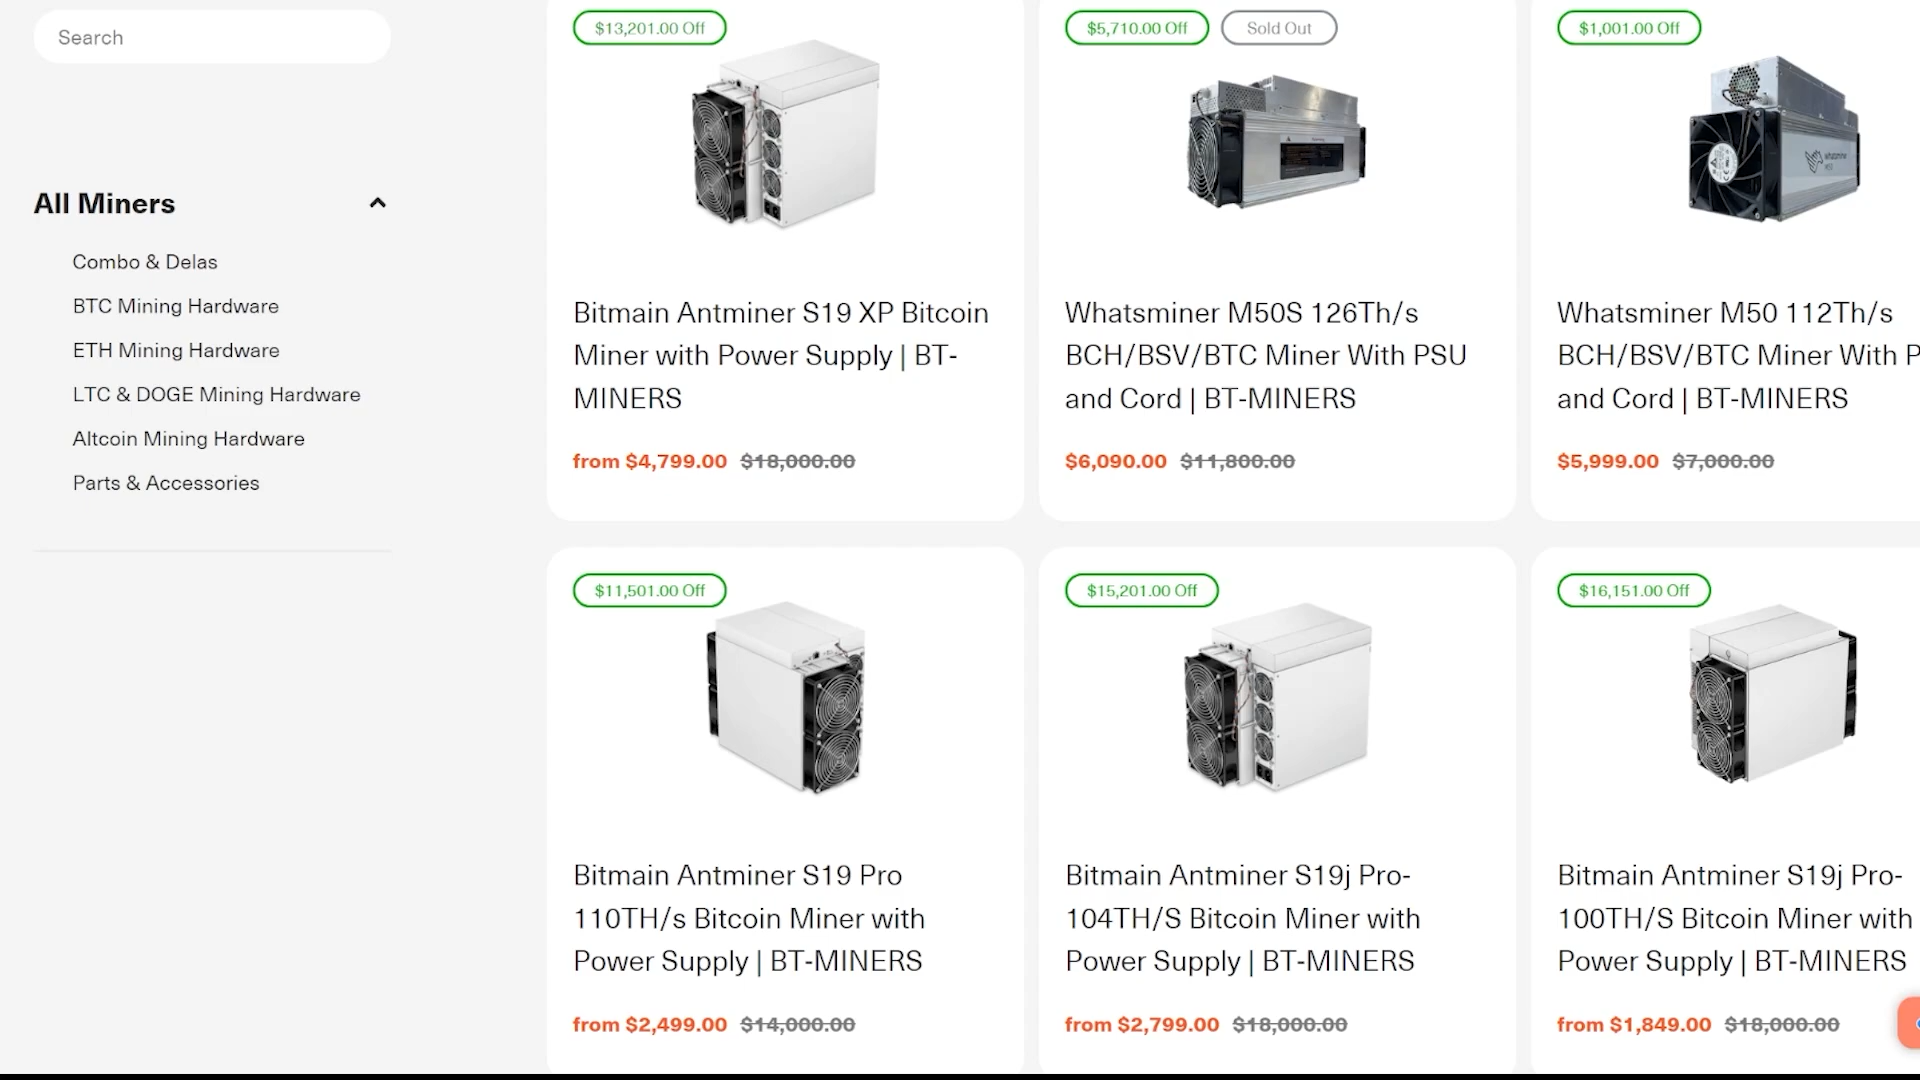 Search
All Miners
Combo & Delas
BTC Mining Hardware
ETH Mining Hardware
LTC & DOGE Mining Hardware
Altcoin Mining Hardware
Parts & Accessories
$13,201.00 Off
Bitmain Antminer S19 XP Bitcoin
Miner with Power Supply | BT-
MINERS
from $4,799.00 $18,000.00
$5,710.00 Off Sold Out
Whatsminer M50S 126Th/s
BCH/BSV/BTC Miner With PSU
and Cord | BT-MINERS
$6,090.00 $11,800.00
$1,001.00 Off
whatsminer
Whatsminer M50 112Th/s
BCH/BSV/BTC Miner With P
and Cord | BT-MINERS
$5,999.00 $7,000.00
$11,501.00 Off
Bitmain Antminer S19 Pro
110TH/s Bitcoin Miner with
Power Supply | BT-MINERS
from $2,499.00 $14,000.00
$15,201.00 Off
Bitmain Antminer S19j Pro-
104TH/S Bitcoin Miner with
Power Supply | BT-MINERS
from $2,799.00 $18,000.00
$16,151.00 Off
Bitmain Antminer S19j Pro-
100TH/S Bitcoin Miner with
Power Supply | BT-MINERS
from $1,849.00 $18,000.00